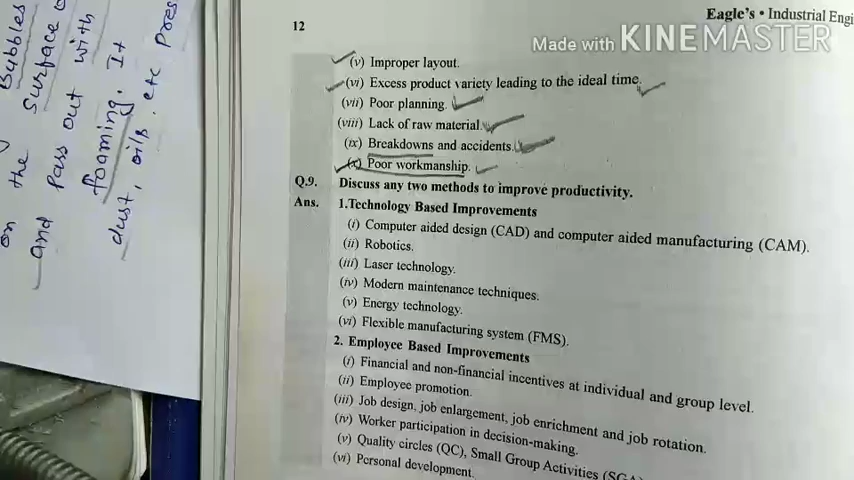 12
Eagle's • Industrial Engi
Made with KINEMASTER
(v) Improper layout.
(vi) Excess product variety leading to the ideal time.
(vii) Poor planning.
(viii) Lack of raw material.
(ix) Breakdowns and accidents.
(x) Poor workmanship.
Q.9. Discuss any two methods to improve productivity.
Ans. 1.Technology Based Improvements
(i) Computer aided design (CAD) and computer aided manufacturing (CAM).
(ii) Robotics.
(iii) Laser technology.
(iv) Modern maintenance techniques.
(v) Energy technology.
(vi) Flexible manufacturing system (FMS).
2. Employee Based Improvements
(i) Financial and non-financial incentives at individual and group level.
(ii) Employee promotion.
(iii) Job design, job enlargement, job enrichment and job rotation.
(iv) Worker participation in decision-making.
(v) Quality circles (QC), Small Group Activities (SGA
(vi) Personal development.
Bubbles
on the surface
and pass out with
foaming. It
dust, oils. etc pres